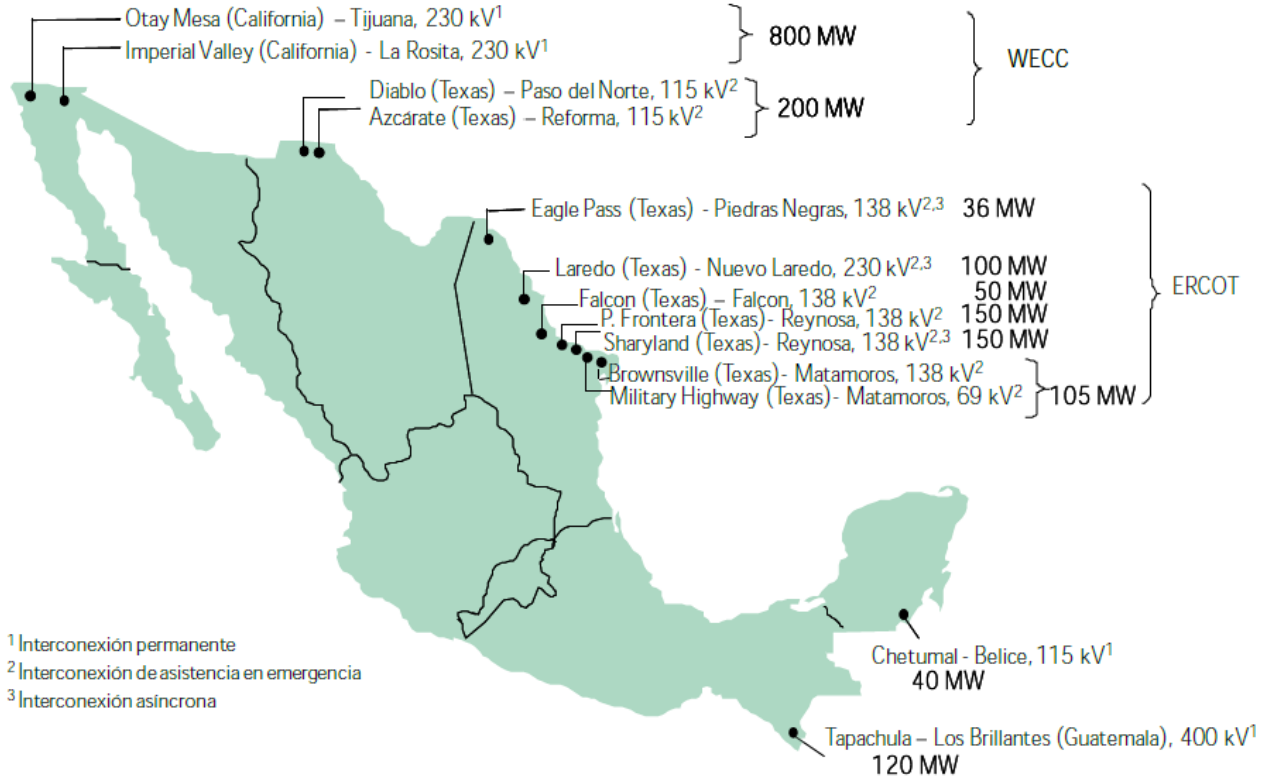 Otay Mesa (California) – Tijuana, 230 kV¹
Imperial Valley (California) - La Rosita, 230 kV¹
800 MW
WECC
Diablo (Texas) – Paso del Norte, 115 kV²
Azcárate (Texas) – Reforma, 115 kV²
200 MW
Eagle Pass (Texas) - Piedras Negras, 138 kV²,³ 36 MW
Laredo (Texas) - Nuevo Laredo, 230 kV²,³ 100 MW
Falcon (Texas) – Falcon, 138 kV² 50 MW
P. Frontera (Texas)- Reynosa, 138 kV² 150 MW
Sharyland (Texas)- Reynosa, 138 kV²,³ 150 MW
ERCOT
Brownsville (Texas)- Matamoros, 138 kV²
Military Highway (Texas)- Matamoros, 69 kV²
105 MW
¹ Interconexión permanente
² Interconexión de asistencia en emergencia
³ Interconexión asíncrona
Chetumal - Belice, 115 kV¹
40 MW
Tapachula – Los Brillantes (Guatemala), 400 kV¹
120 MW